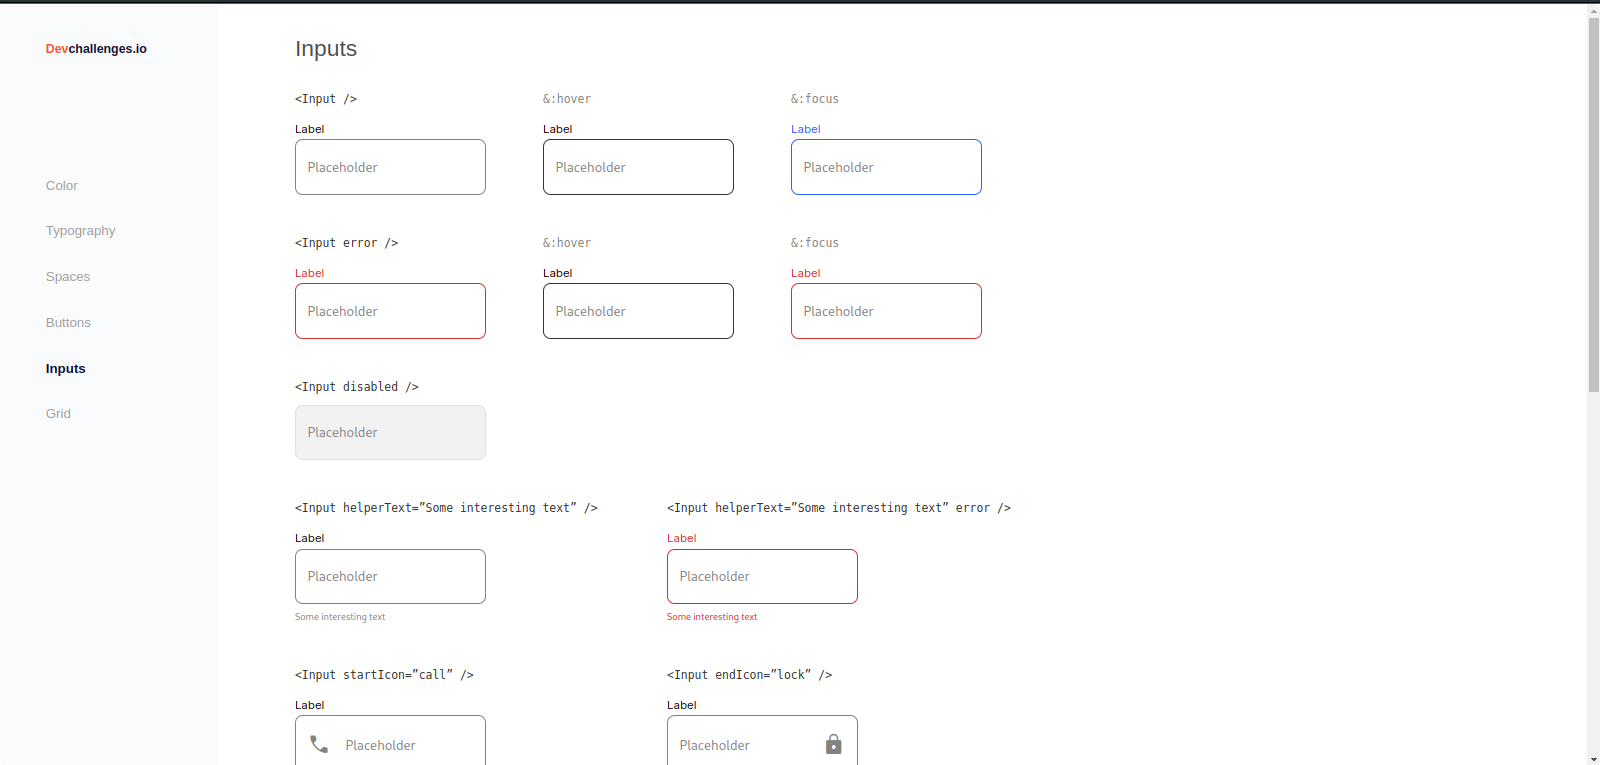 Devchallenges.io
Color
Typography
Spaces
Buttons
Inputs
Grid
Inputs
<Input /> &:hover &:focus
Label Label Label
Placeholder Placeholder Placeholder
<Input error /> &:hover &:focus
Label Label Label
Placeholder Placeholder Placeholder
<Input disabled />
Placeholder
<Input helperText=”Some interesting text” /> <Input helperText=”Some interesting text” error />
Label Label
Placeholder Placeholder
Some interesting text Some interesting text
<Input startIcon=”call” /> <Input endIcon=”lock” />
Label Label
Placeholder Placeholder